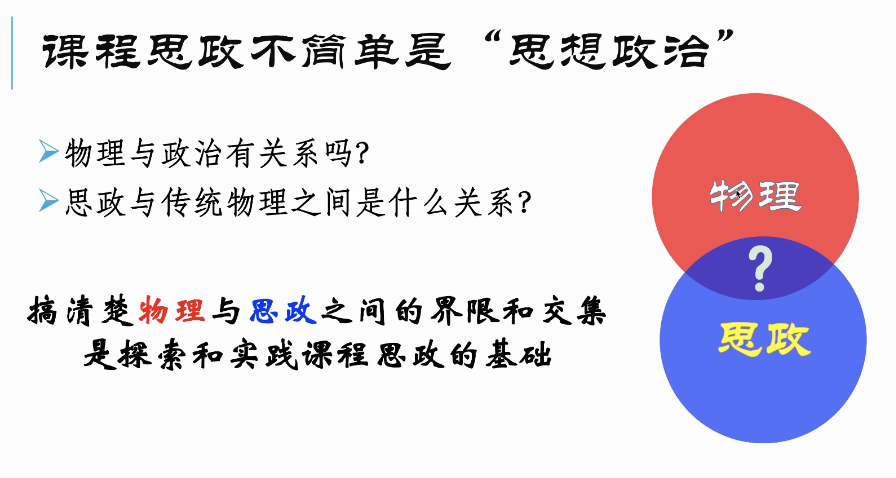 课程思政不简单是“思想政治”
物理与政治有关系吗?
思政与传统物理之间是什么关系?
搞清楚物理与思政之间的界限和交集
是探索和实践课程思政的基础
物理
?
思政